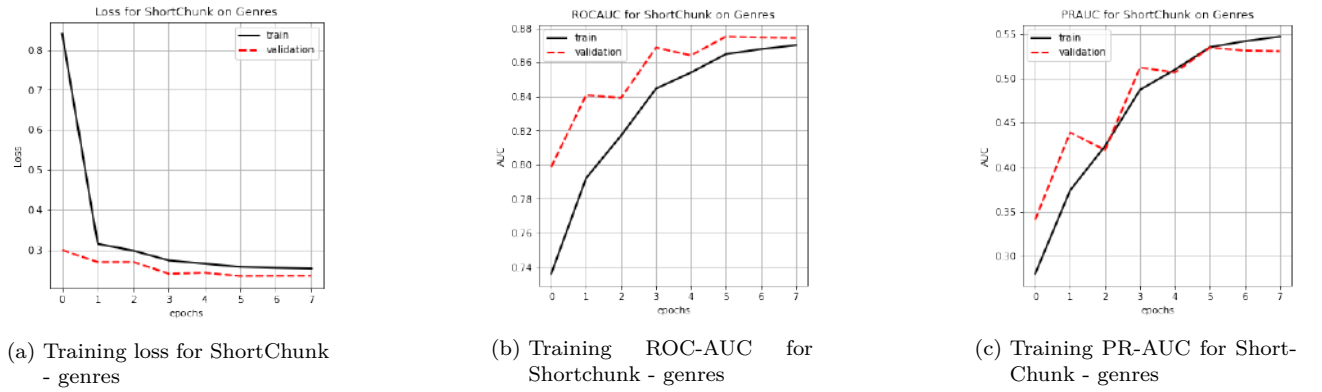 Loss for ShortChunk on Genres
train
validation
0.8
0.7
0.6
0.5
0.4
0.3
Loss
0 1 2 3 4 5 6 7
epochs
(a) Training loss for ShortChunk
- genres
ROCAUC for ShortChunk on Genres
train
validation
0.88
0.86
0.84
0.82
0.80
0.78
0.76
0.74
AUC
0 1 2 3 4 5 6 7
epochs
(b) Training ROC-AUC for
Shortchunk - genres
PRAUC for ShortChunk on Genres
train
validation
0.55
0.50
0.45
0.40
0.35
0.30
AUC
0 1 2 3 4 5 6 7
epochs
(c) Training PR-AUC for Short-
Chunk - genres